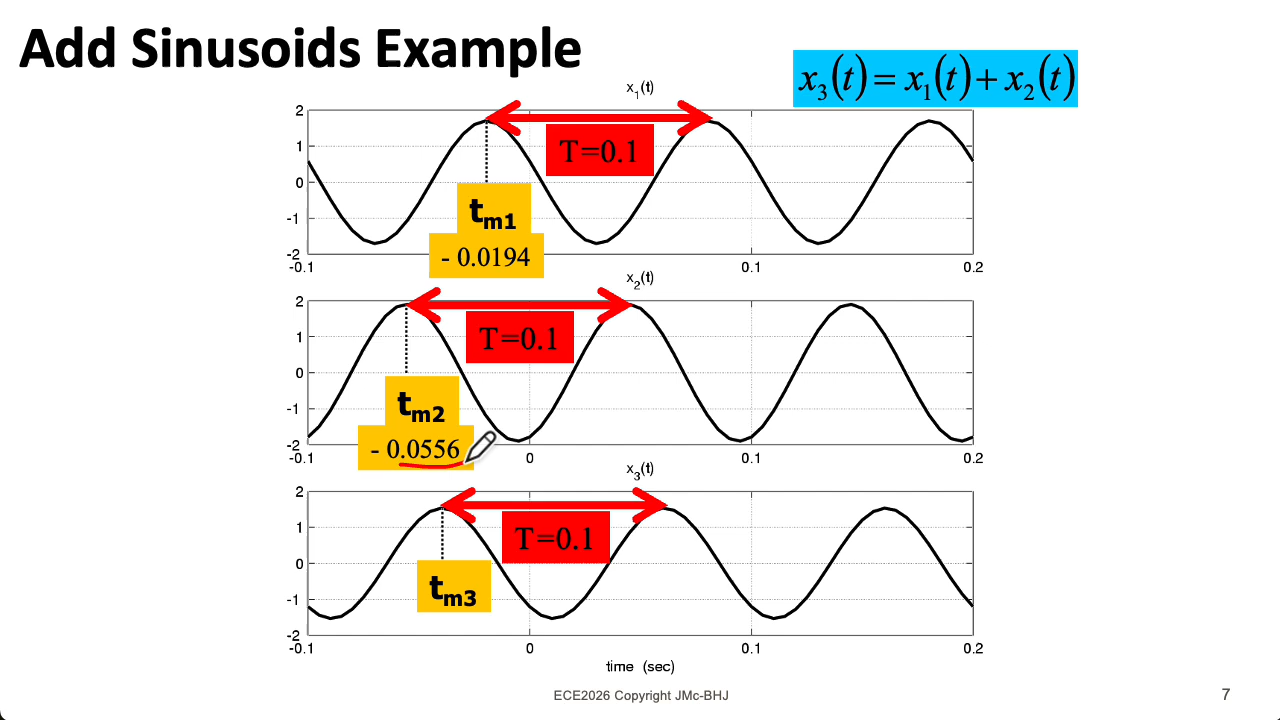 Add Sinusoids Example
x₃(t) = x₁(t) + x₂(t)
x₁(t)
2
1
0
-1
-2
T=0.1
tm1
- 0.0194
-0.1
0.1
0.2
x₂(t)
2
1
0
-1
-2
T=0.1
tm2
- 0.0556
-0.1
0
0.1
0.2
x₃(t)
2
1
0
-1
-2
T=0.1
tm3
-0.1
0
0.1
0.2
time (sec)
ECE2026 Copyright JMc-BHJ
7